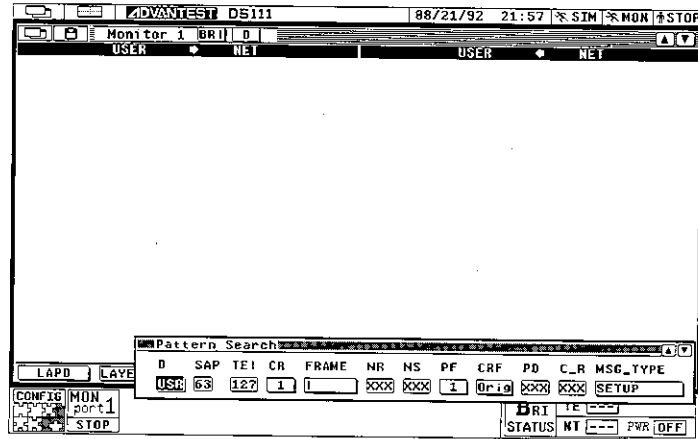 ADVANTEST D5111 88/21/92 21:57 SIM MON STOP
Monitor 1 BRI D
USER NET USER NET
Pattern Search
D SAP TEI CR FRAME NR NS PF CRF PD C_R MSG_TYPE
USR 63 127 1 I XXX XXX 1 Orig XXX XXX SETUP
LAPD LAYE
CONFIG MON port1 STOP
BRI STATUS TE [---] NT [---] PWR OFF